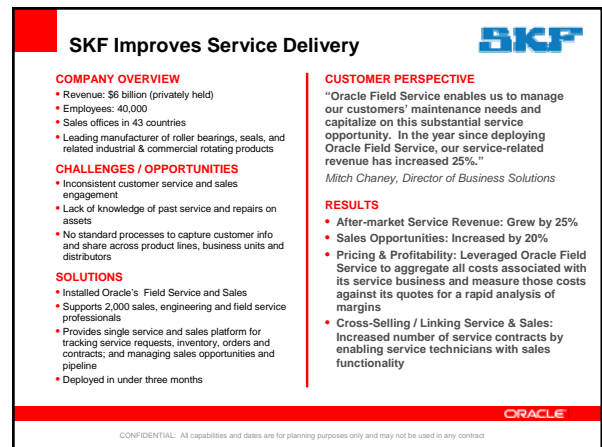 SKF Improves Service Delivery
SKF
COMPANY OVERVIEW
• Revenue: $6 billion (privately held)
• Employees: 40,000
• Sales offices in 43 countries
• Leading manufacturer of roller bearings, seals, and
related industrial & commercial rotating products
CHALLENGES / OPPORTUNITIES
• Inconsistent customer service and sales
engagement
• Lack of knowledge of past service and repairs on
assets
• No standard processes to capture customer info
and share across product lines, business units and
distributors
SOLUTIONS
• Installed Oracle's Field Service and Sales
• Supports 2,000 sales, engineering and field service
professionals
• Provides single service and sales platform for
tracking service requests, inventory, orders and
contracts; and managing sales opportunities and
pipeline
• Deployed in under three months
CUSTOMER PERSPECTIVE
“Oracle Field Service enables us to manage
our customers’ maintenance needs and
capitalize on this substantial service
opportunity. In the year since deploying
Oracle Field Service, our service-related
revenue has increased 25%.”
Mitch Chaney, Director of Business Solutions
RESULTS
• After-market Service Revenue: Grew by 25%
• Sales Opportunities: Increased by 20%
• Pricing & Profitability: Leveraged Oracle Field
Service to aggregate all costs associated with
its service business and measure those costs
against its quotes for a rapid analysis of
margins
• Cross-Selling / Linking Service & Sales:
Increased number of service contracts by
enabling service technicians with sales
functionality
ORACLE
CONFIDENTIAL: All capabilities and dates are for planning purposes only and may not be used in any contract